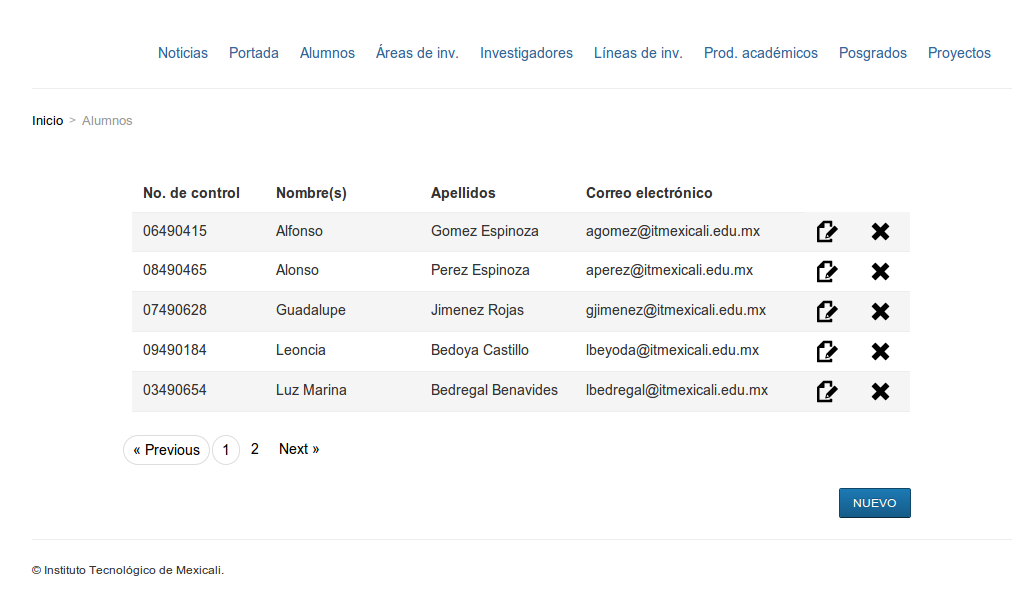 Noticias Portada Alumnos Áreas de inv. Investigadores Líneas de inv. Prod. académicos Posgrados Proyectos
Inicio > Alumnos
No. de control Nombre(s) Apellidos Correo electrónico
06490415 Alfonso Gomez Espinoza agomez@itmexicali.edu.mx
08490465 Alonso Perez Espinoza aperez@itmexicali.edu.mx
07490628 Guadalupe Jimenez Rojas gjimenez@itmexicali.edu.mx
09490184 Leoncia Bedoya Castillo lbeyoda@itmexicali.edu.mx
03490654 Luz Marina Bedregal Benavides lbedregal@itmexicali.edu.mx
« Previous 1 2 Next »
NUEVO
© Instituto Tecnológico de Mexicali.